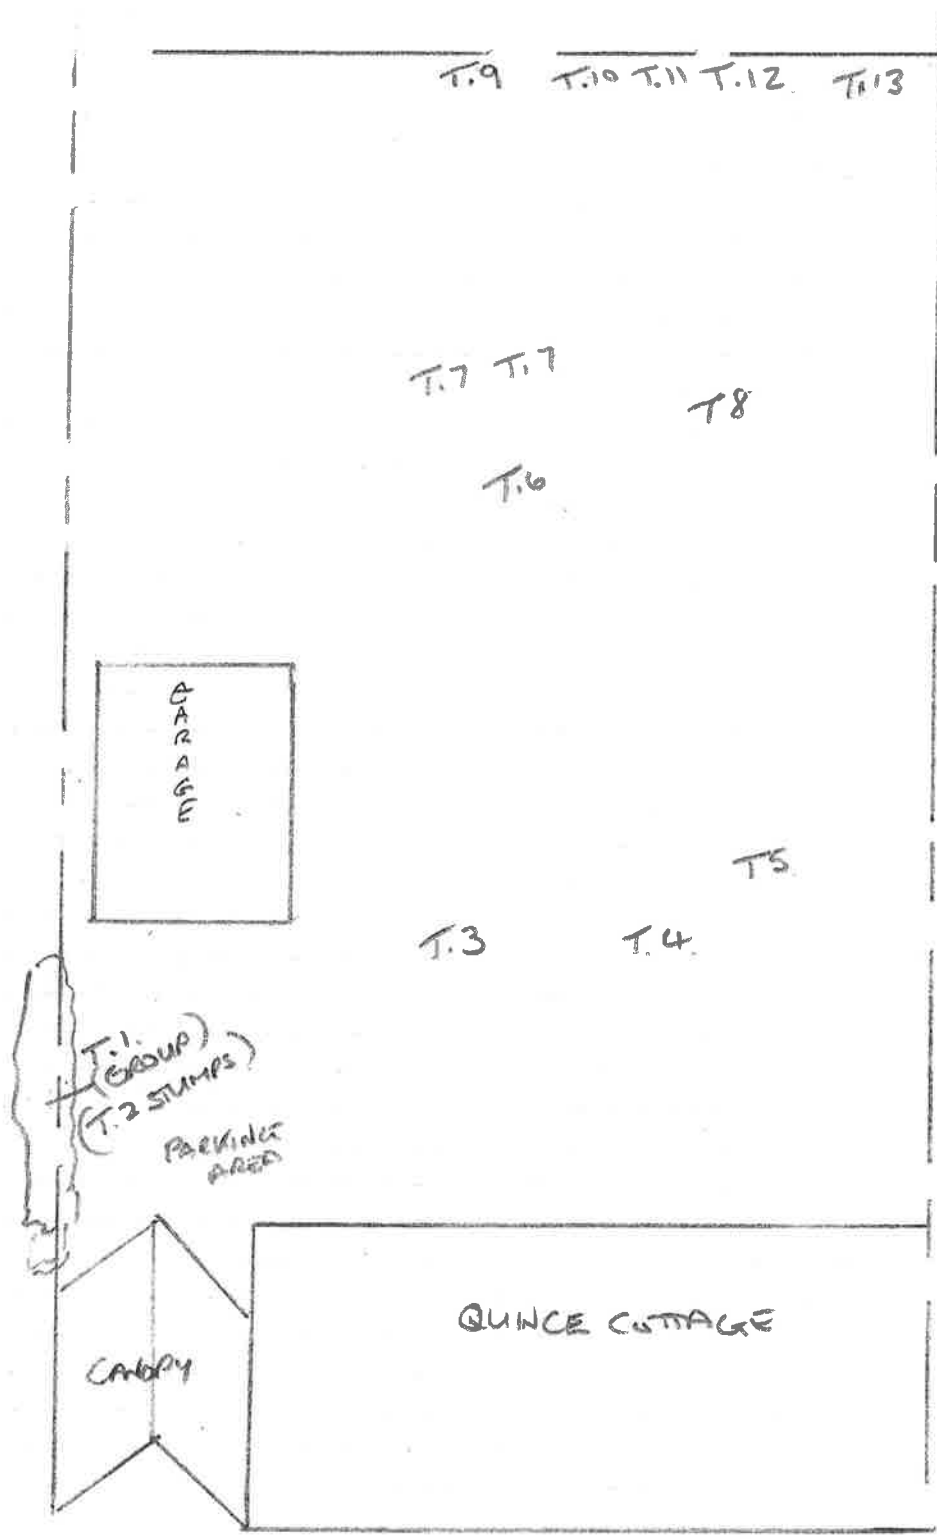 T.9 T.10 T.11 T.12 T.13
T.7 T.7
T8
T.6
GARAGE
T5
T.3 T.4
T.1.
(GROUP)
(T.2 STUMPS)
PARKING
AREA
QUINCE COTTAGE
CANOPY